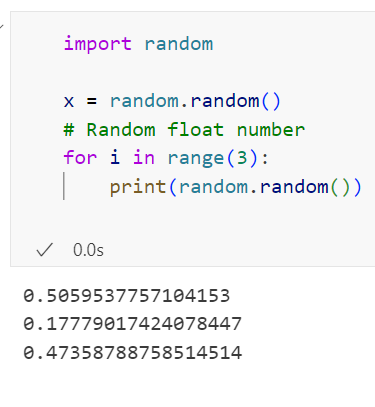 import random
x = random.random()
# Random float number
for i in range(3):
    print(random.random())
0.0s
0.5059537757104153
0.17779017424078447
0.47358788758514514